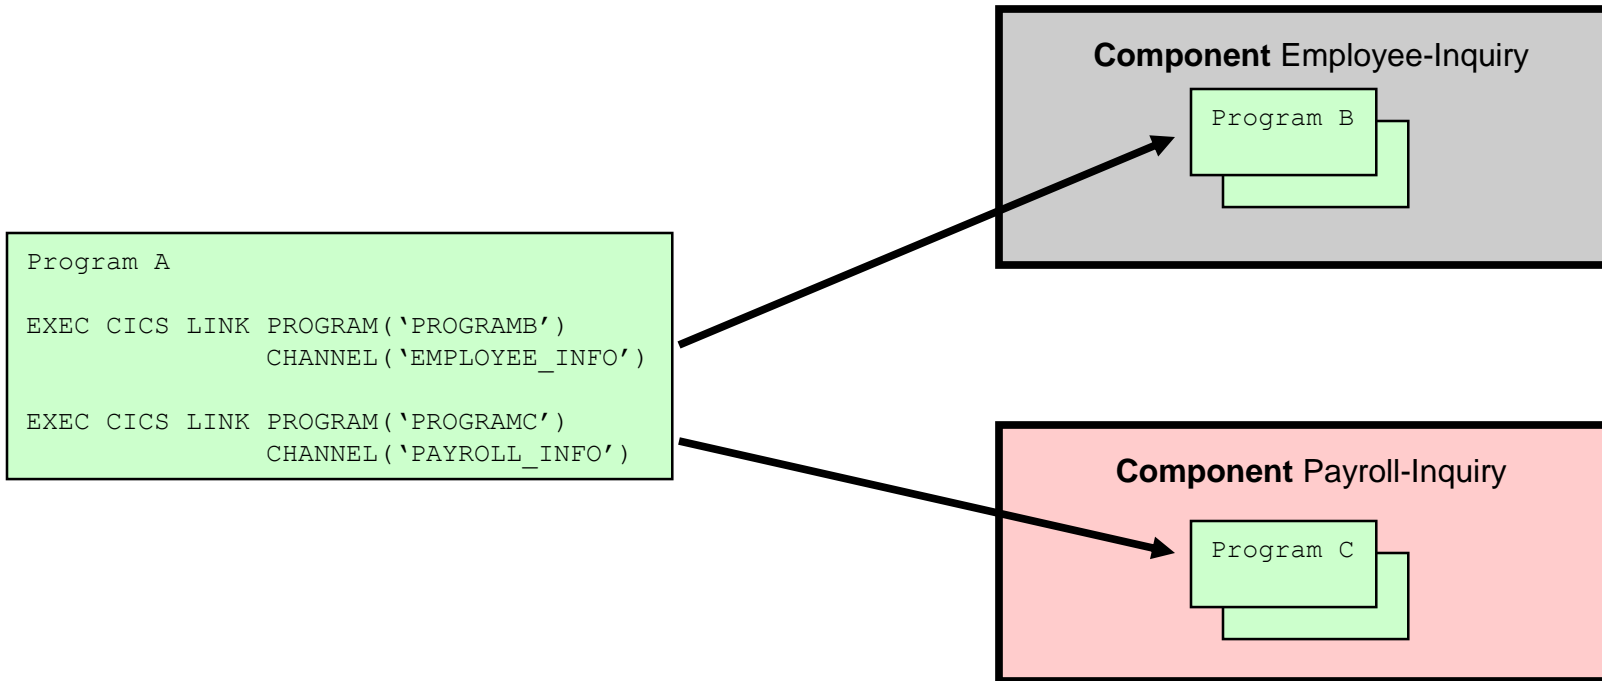 Component Employee-Inquiry
Program B
Program A
EXEC CICS LINK PROGRAM(‘PROGRAMB’)
CHANNEL(‘EMPLOYEE_INFO’)
EXEC CICS LINK PROGRAM(‘PROGRAMC’)
CHANNEL(‘PAYROLL_INFO’)
Component Payroll-Inquiry
Program C